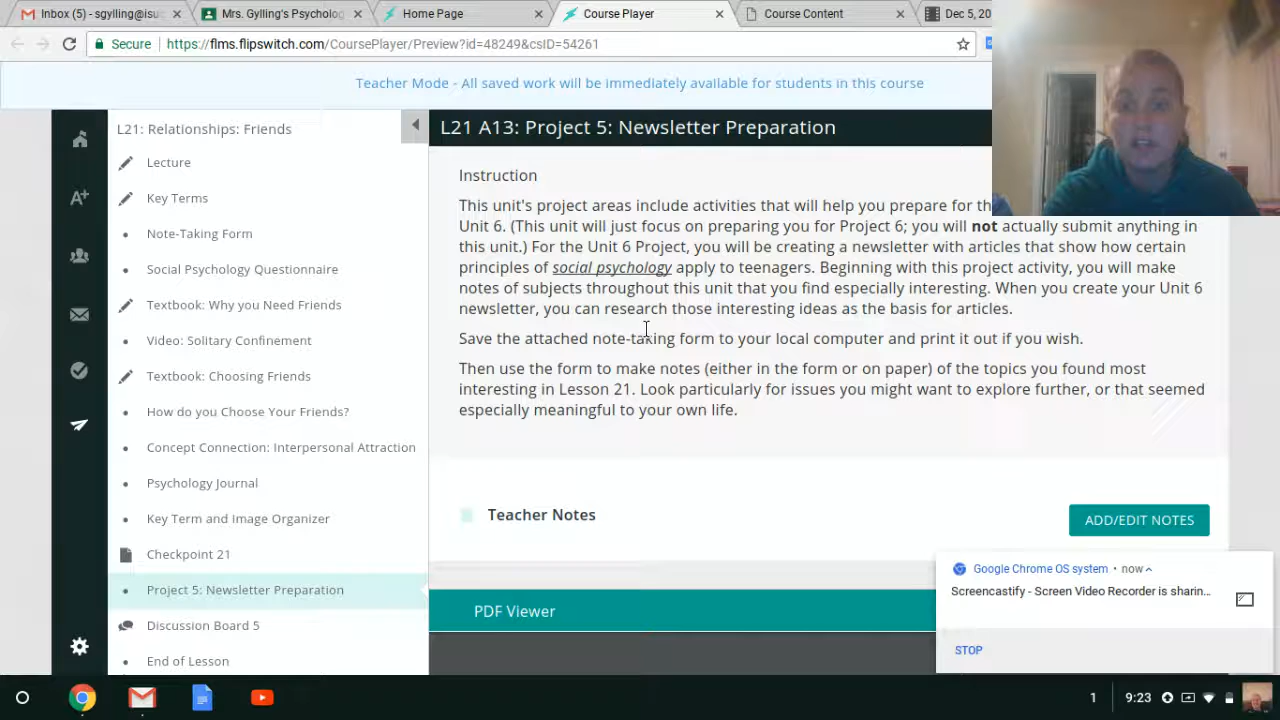 Inbox (5) - sgylling@isu
Mrs. Gylling's Psycholog
Home Page
Course Player
Course Content
Dec 5, 20
Secure
https://flms.flipswitch.com/CoursePlayer/Preview?id=48249&csID=54261
Teacher Mode - All saved work will be immediately available for students in this course
L21: Relationships: Friends
Lecture
Key Terms
Note-Taking Form
Social Psychology Questionnaire
Textbook: Why you Need Friends
Video: Solitary Confinement
Textbook: Choosing Friends
How do you Choose Your Friends?
Concept Connection: Interpersonal Attraction
Psychology Journal
Key Term and Image Organizer
Checkpoint 21
Project 5: Newsletter Preparation
Discussion Board 5
End of Lesson
A+
L21 A13: Project 5: Newsletter Preparation
Instruction
This unit's project areas include activities that will help you prepare for th
Unit 6. (This unit will just focus on preparing you for Project 6; you will not actually submit anything in
this unit.) For the Unit 6 Project, you will be creating a newsletter with articles that show how certain
principles of social psychology apply to teenagers. Beginning with this project activity, you will make
notes of subjects throughout this unit that you find especially interesting. When you create your Unit 6
newsletter, you can research those interesting ideas as the basis for articles.
Save the attached note-taking form to your local computer and print it out if you wish.
Then use the form to make notes (either in the form or on paper) of the topics you found most
interesting in Lesson 21. Look particularly for issues you might want to explore further, or that seemed
especially meaningful to your own life.
Teacher Notes
ADD/EDIT NOTES
PDF Viewer
Google Chrome OS system • now
Screencastify - Screen Video Recorder is sharin...
STOP
1
9:23